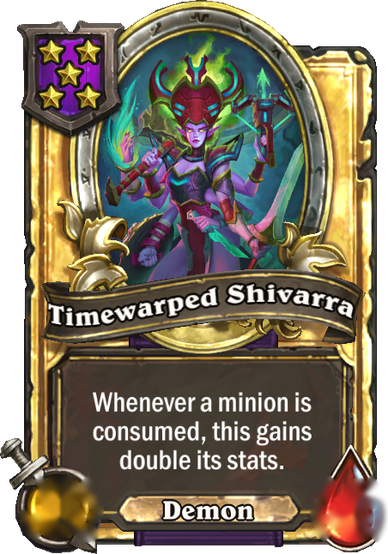 Timewarped Shivarra
Whenever a minion is
consumed, this gains
double its stats.
Demon